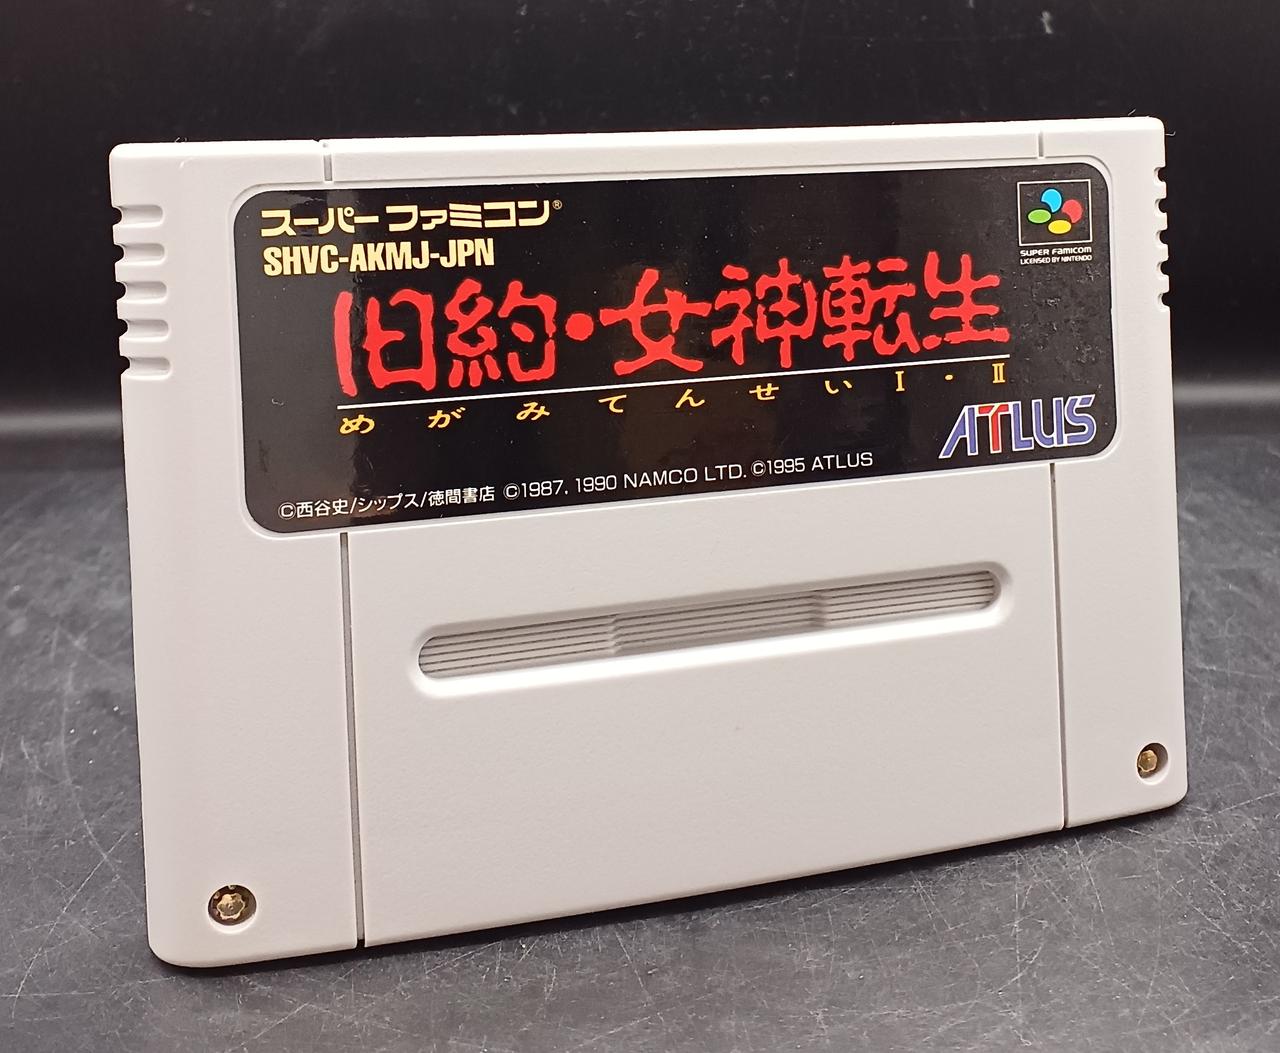 スーパーファミコン®
SHVC-AKMJ-JPN
SUPER FAMICOM
LICENSED BY NINTENDO
旧約・女神転生
めがみてんせいI・II
ATLUS
©西谷史/シップス/徳間書店 ©1987, 1990 NAMCO LTD. ©1995 ATLUS